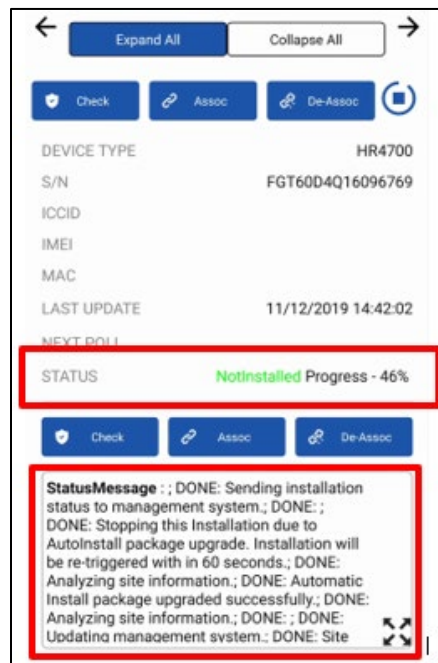 Expand All Collapse All
Check Assoc De-Assoc
DEVICE TYPE HR4700
S/N FGT60D4Q16096769
ICCID
IMEI
MAC
LAST UPDATE 11/12/2019 14:42:02
NEXT POLL
STATUS NotInstalled Progress - 46%
Check Assoc De-Assoc
StatusMessage : ; DONE: Sending installation
status to management system.; DONE: ;
DONE: Stopping this Installation due to
AutoInstall package upgrade. Installation will
be re-triggered with in 60 seconds.; DONE:
Analyzing site information.; DONE: Automatic
Install package upgraded successfully.; DONE:
Analyzing site information.; DONE: ; DONE:
Updating management system.; DONE: Site